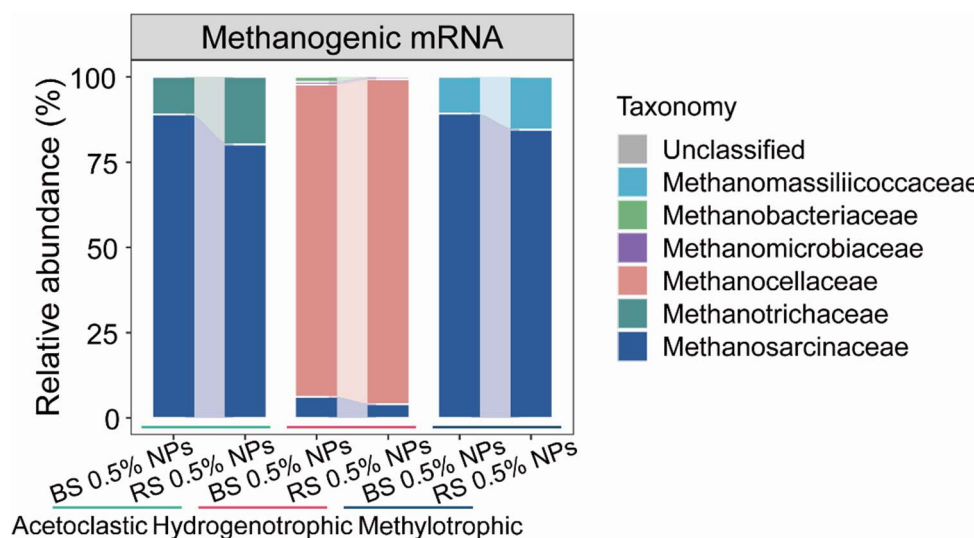 Methanogenic mRNA
Relative abundance (%)
100
75
50
25
0
BS 0.5% NPs
RS 0.5% NPs
BS 0.5% NPs
RS 0.5% NPs
BS 0.5% NPs
RS 0.5% NPs
Acetoclastic Hydrogenotrophic Methylotrophic
Taxonomy
Unclassified
Methanomassiliicoccaceae
Methanobacteriaceae
Methanomicrobiaceae
Methanocellaceae
Methanotrichaceae
Methanosarcinaceae